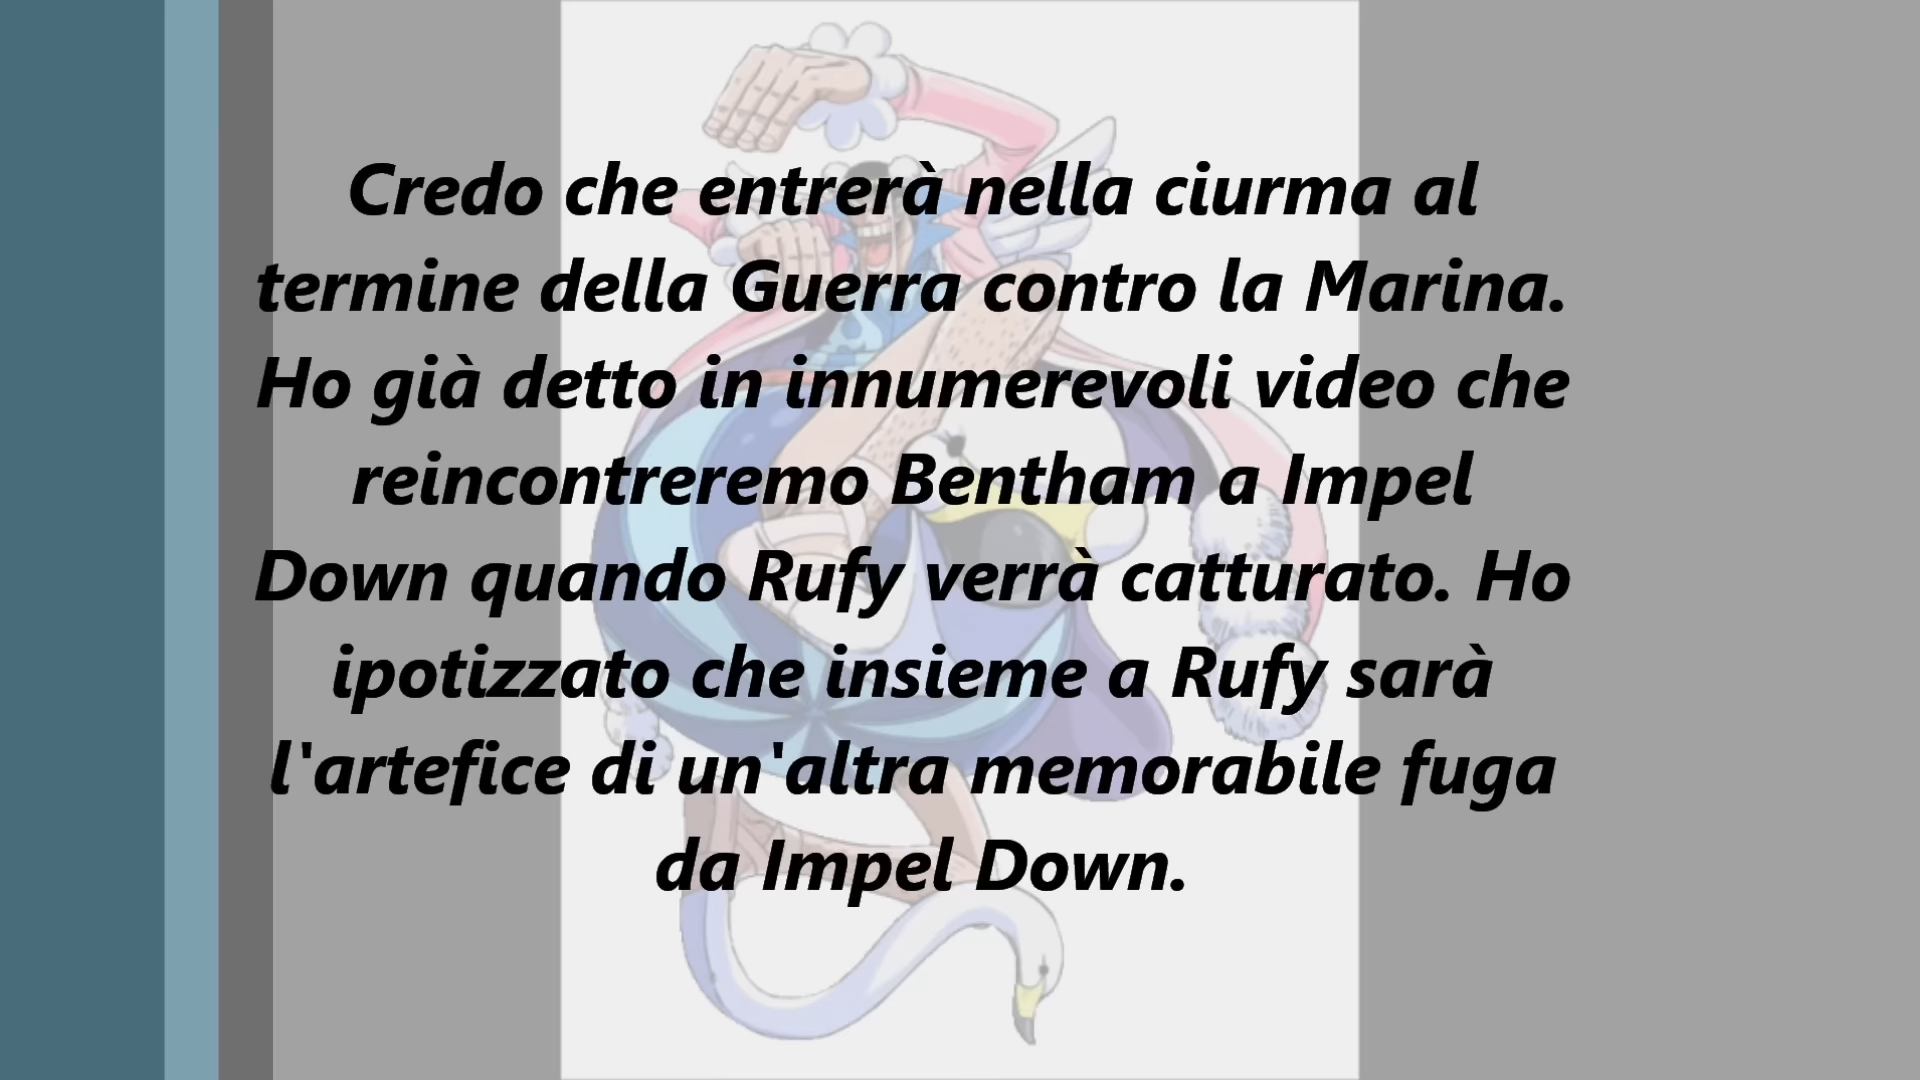 Credo che entrerà nella ciurma al
termine della Guerra contro la Marina.
Ho già detto in innumerevoli video che
reincontreremo Bentham a Impel
Down quando Rufy verrà catturato. Ho
ipotizzato che insieme a Rufy sarà
l'artefice di un'altra memorabile fuga
da Impel Down.